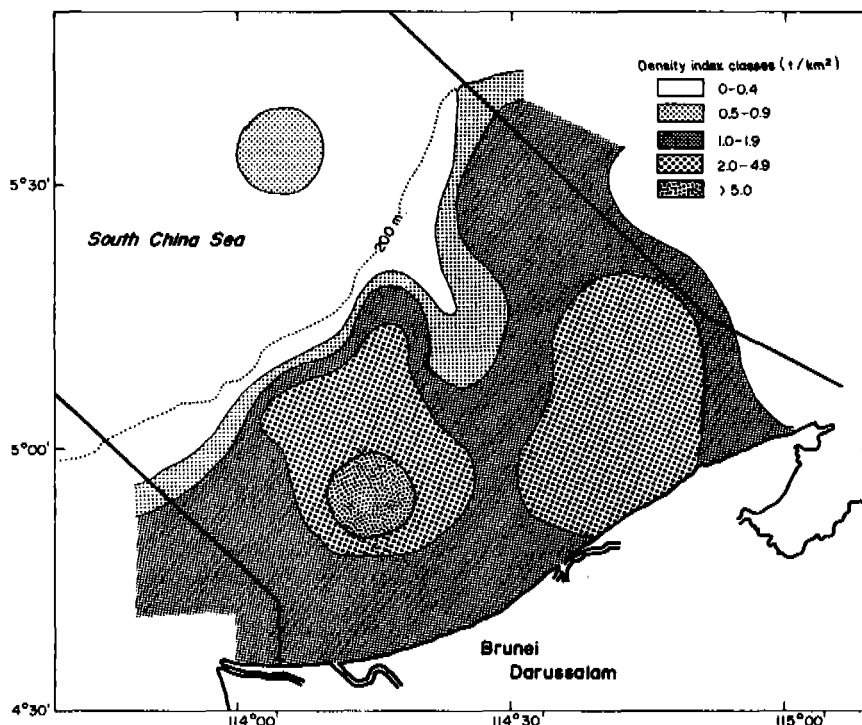 Density index classes (t/km²)
0-0.4
0.5-0.9
1.0-1.9
2.0-4.9
> 5.0
5°30'
South China Sea
200 m
5°00'
Brunei
Darussalam
4°30'
114°00'
114°30'
115°00'